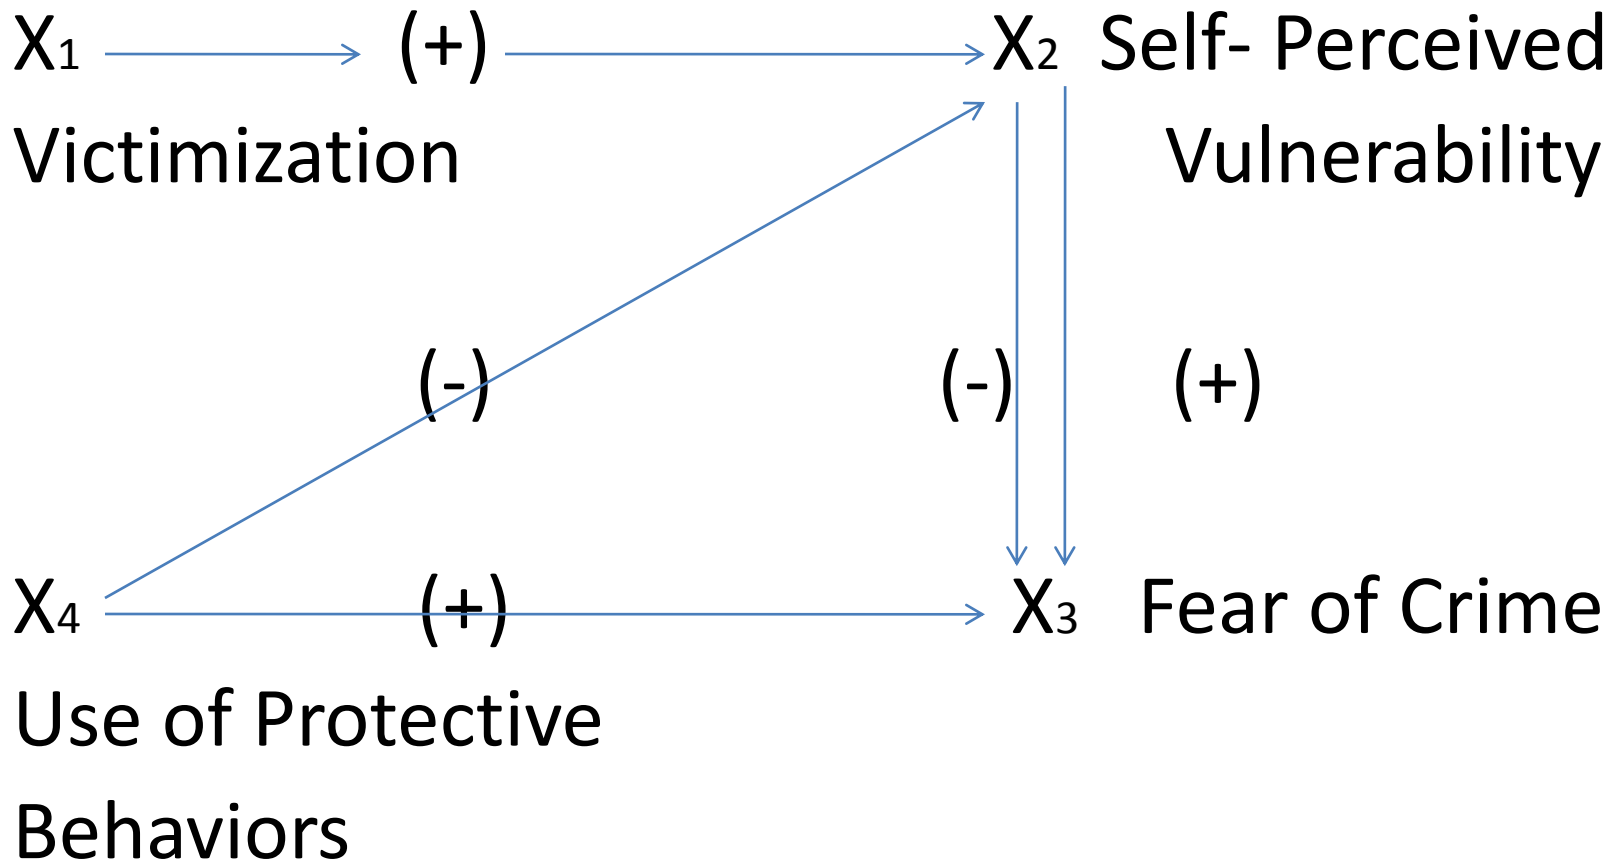 X1 (+) X2 Self- Perceived
Victimization Vulnerability
(-) (-) (+)
X4 (+) X3 Fear of Crime
Use of Protective
Behaviors